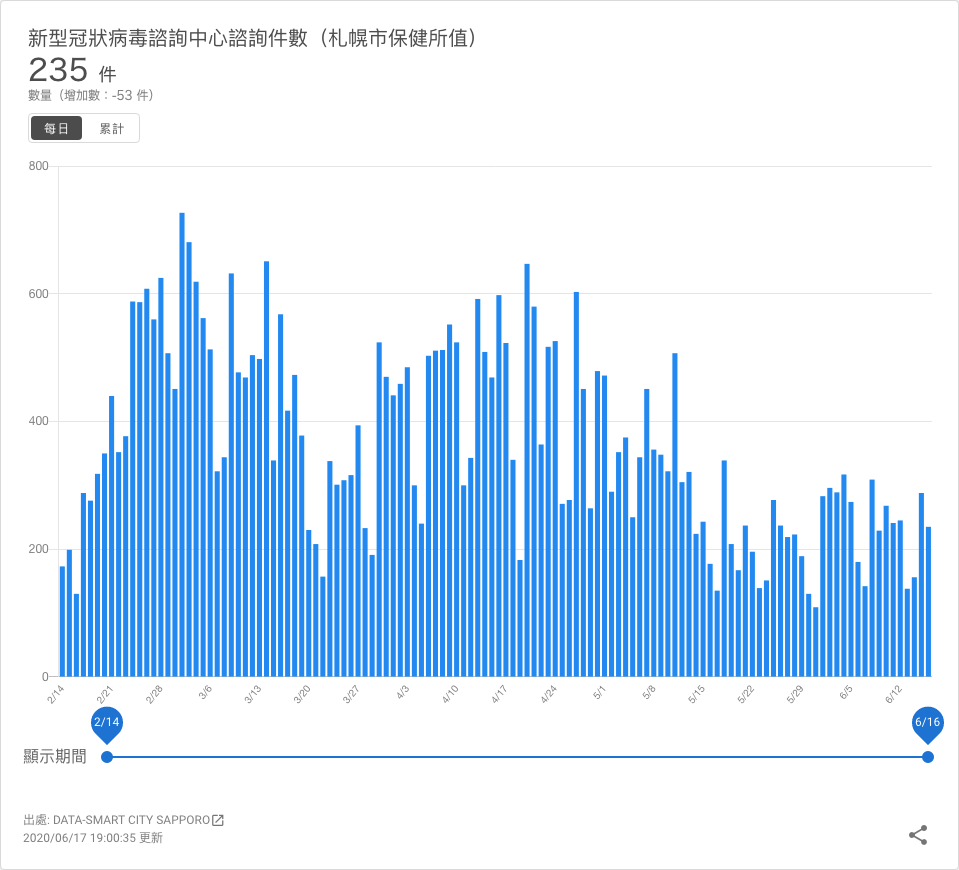 新型冠狀病毒諮詢中心諮詢件數（札幌市保健所值）
235 件
數量（增加數：-53 件）
每日 累計
800
600
400
200
0
2/14 2/21 2/28 3/6 3/13 3/20 3/27 4/3 4/10 4/17 4/24 5/1 5/8 5/15 5/22 5/29 6/5 6/12
2/14 6/16
顯示期間
出處: DATA-SMART CITY SAPPORO
2020/06/17 19:00:35 更新